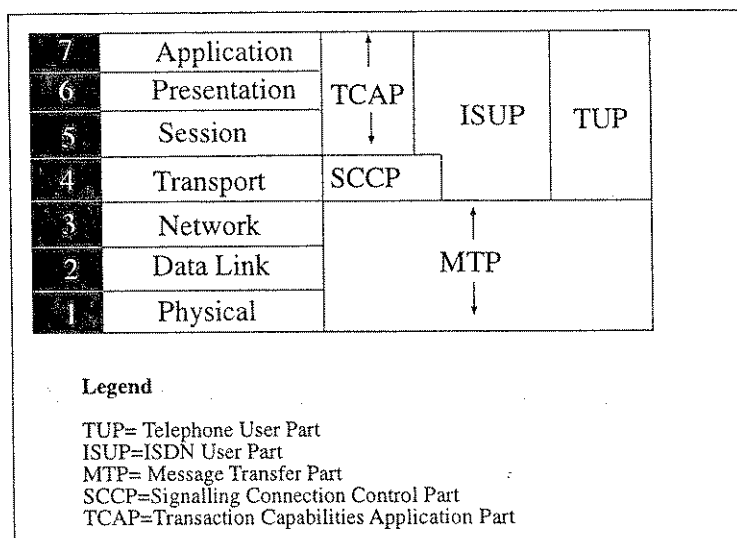 7 Application
6 Presentation
5 Session
4 Transport
3 Network
2 Data Link
1 Physical
TCAP
SCCP
ISUP
TUP
MTP
Legend
TUP= Telephone User Part
ISUP=ISDN User Part
MTP= Message Transfer Part
SCCP=Signalling Connection Control Part
TCAP=Transaction Capabilities Application Part